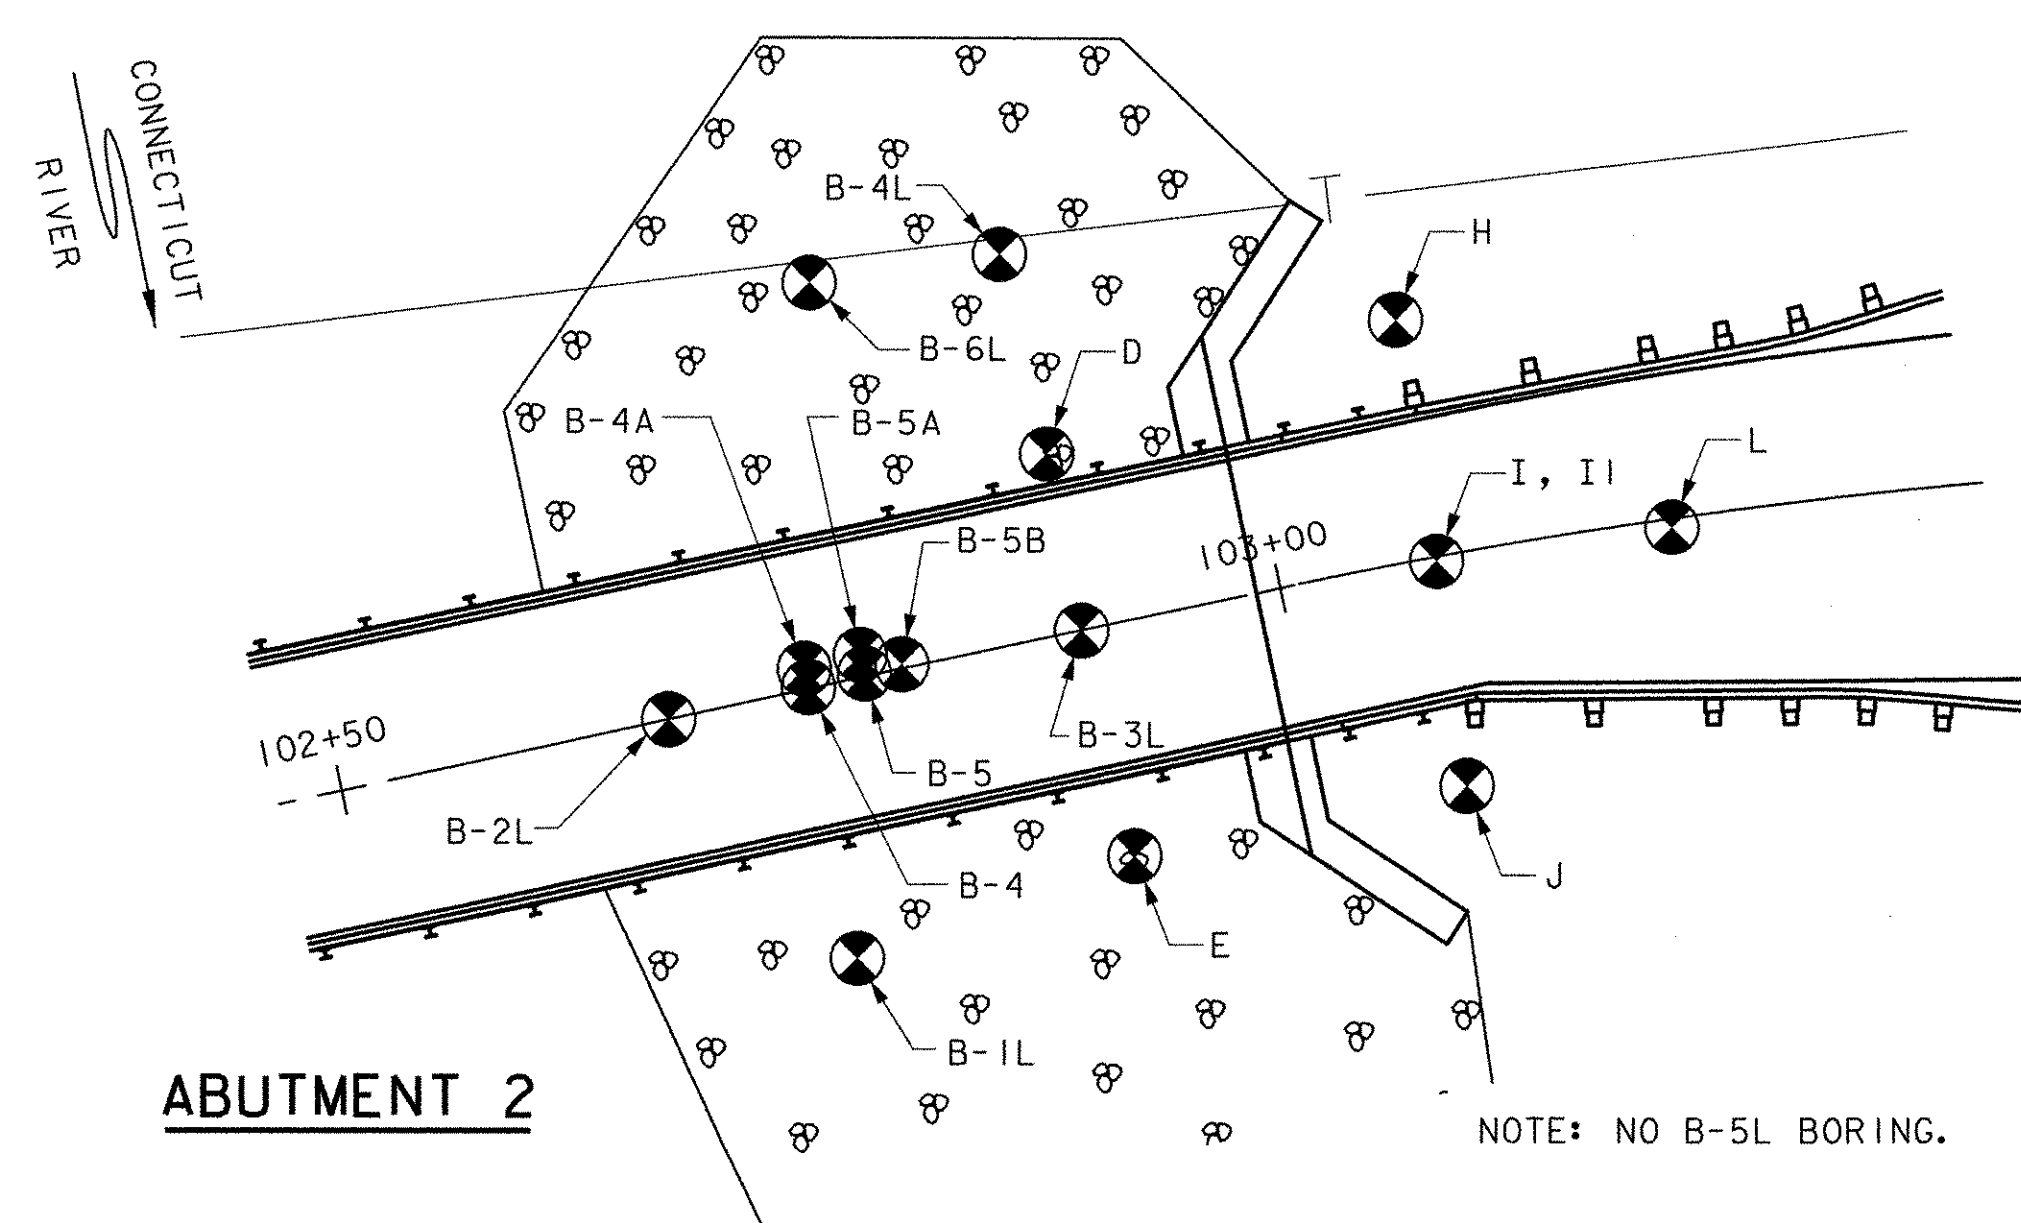 CONNECTICUT
RIVER
B-4L
H
B-6L
D
B-4A
B-5A
L
I, I1
B-5B
103+00
102+50
B-3L
B-5
B-2L
B-4
J
E
B-1L
ABUTMENT 2
NOTE: NO B-5L BORING.